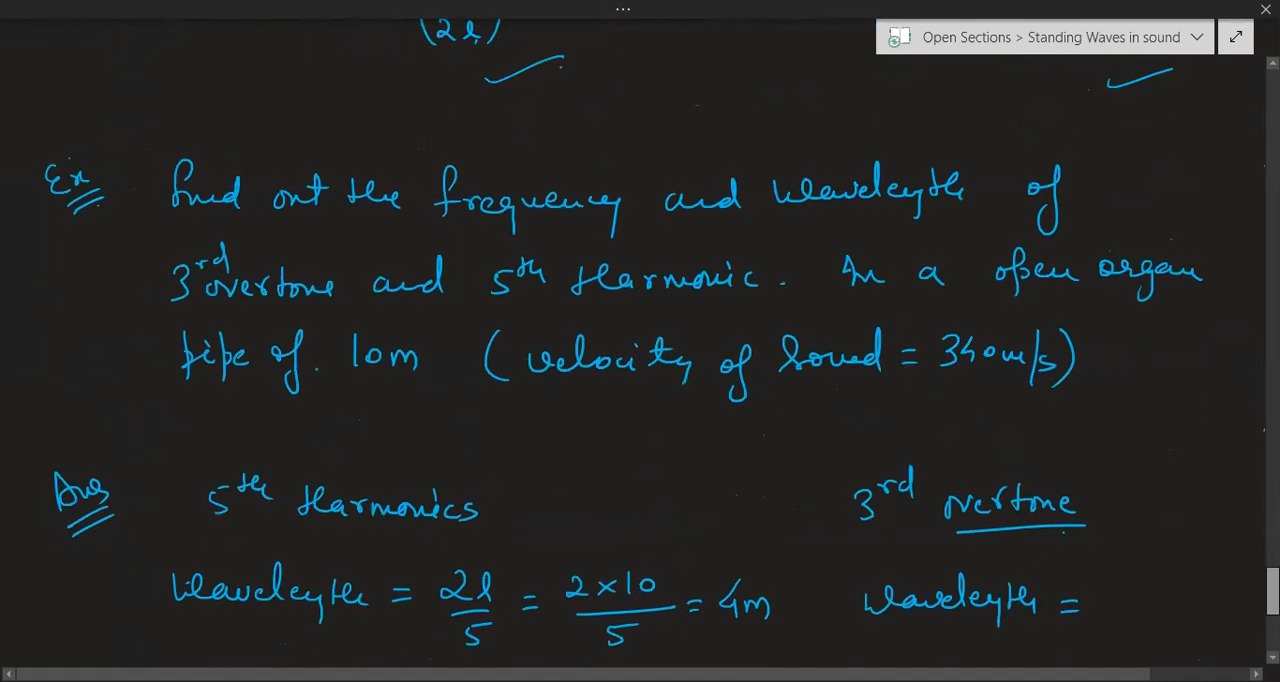 ...
(2l)
Open Sections > Standing Waves in sound
Ex find out the frequency and wavelength of
3rd overtone and 5th Harmonic. In a open organ
pipe of. 10m (velocity of sound = 340m/s)
Ans 5th Harmonics 3rd overtone
Wavelength = 2l/5 = 2×10/5 = 4m Wavelength =